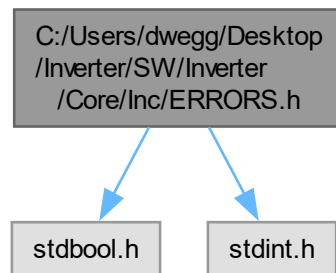 C:/Users/dwegg/Desktop
/Inverter/SW/Inverter
/Core/Inc/ERRORS.h
stdbool.h
stdint.h